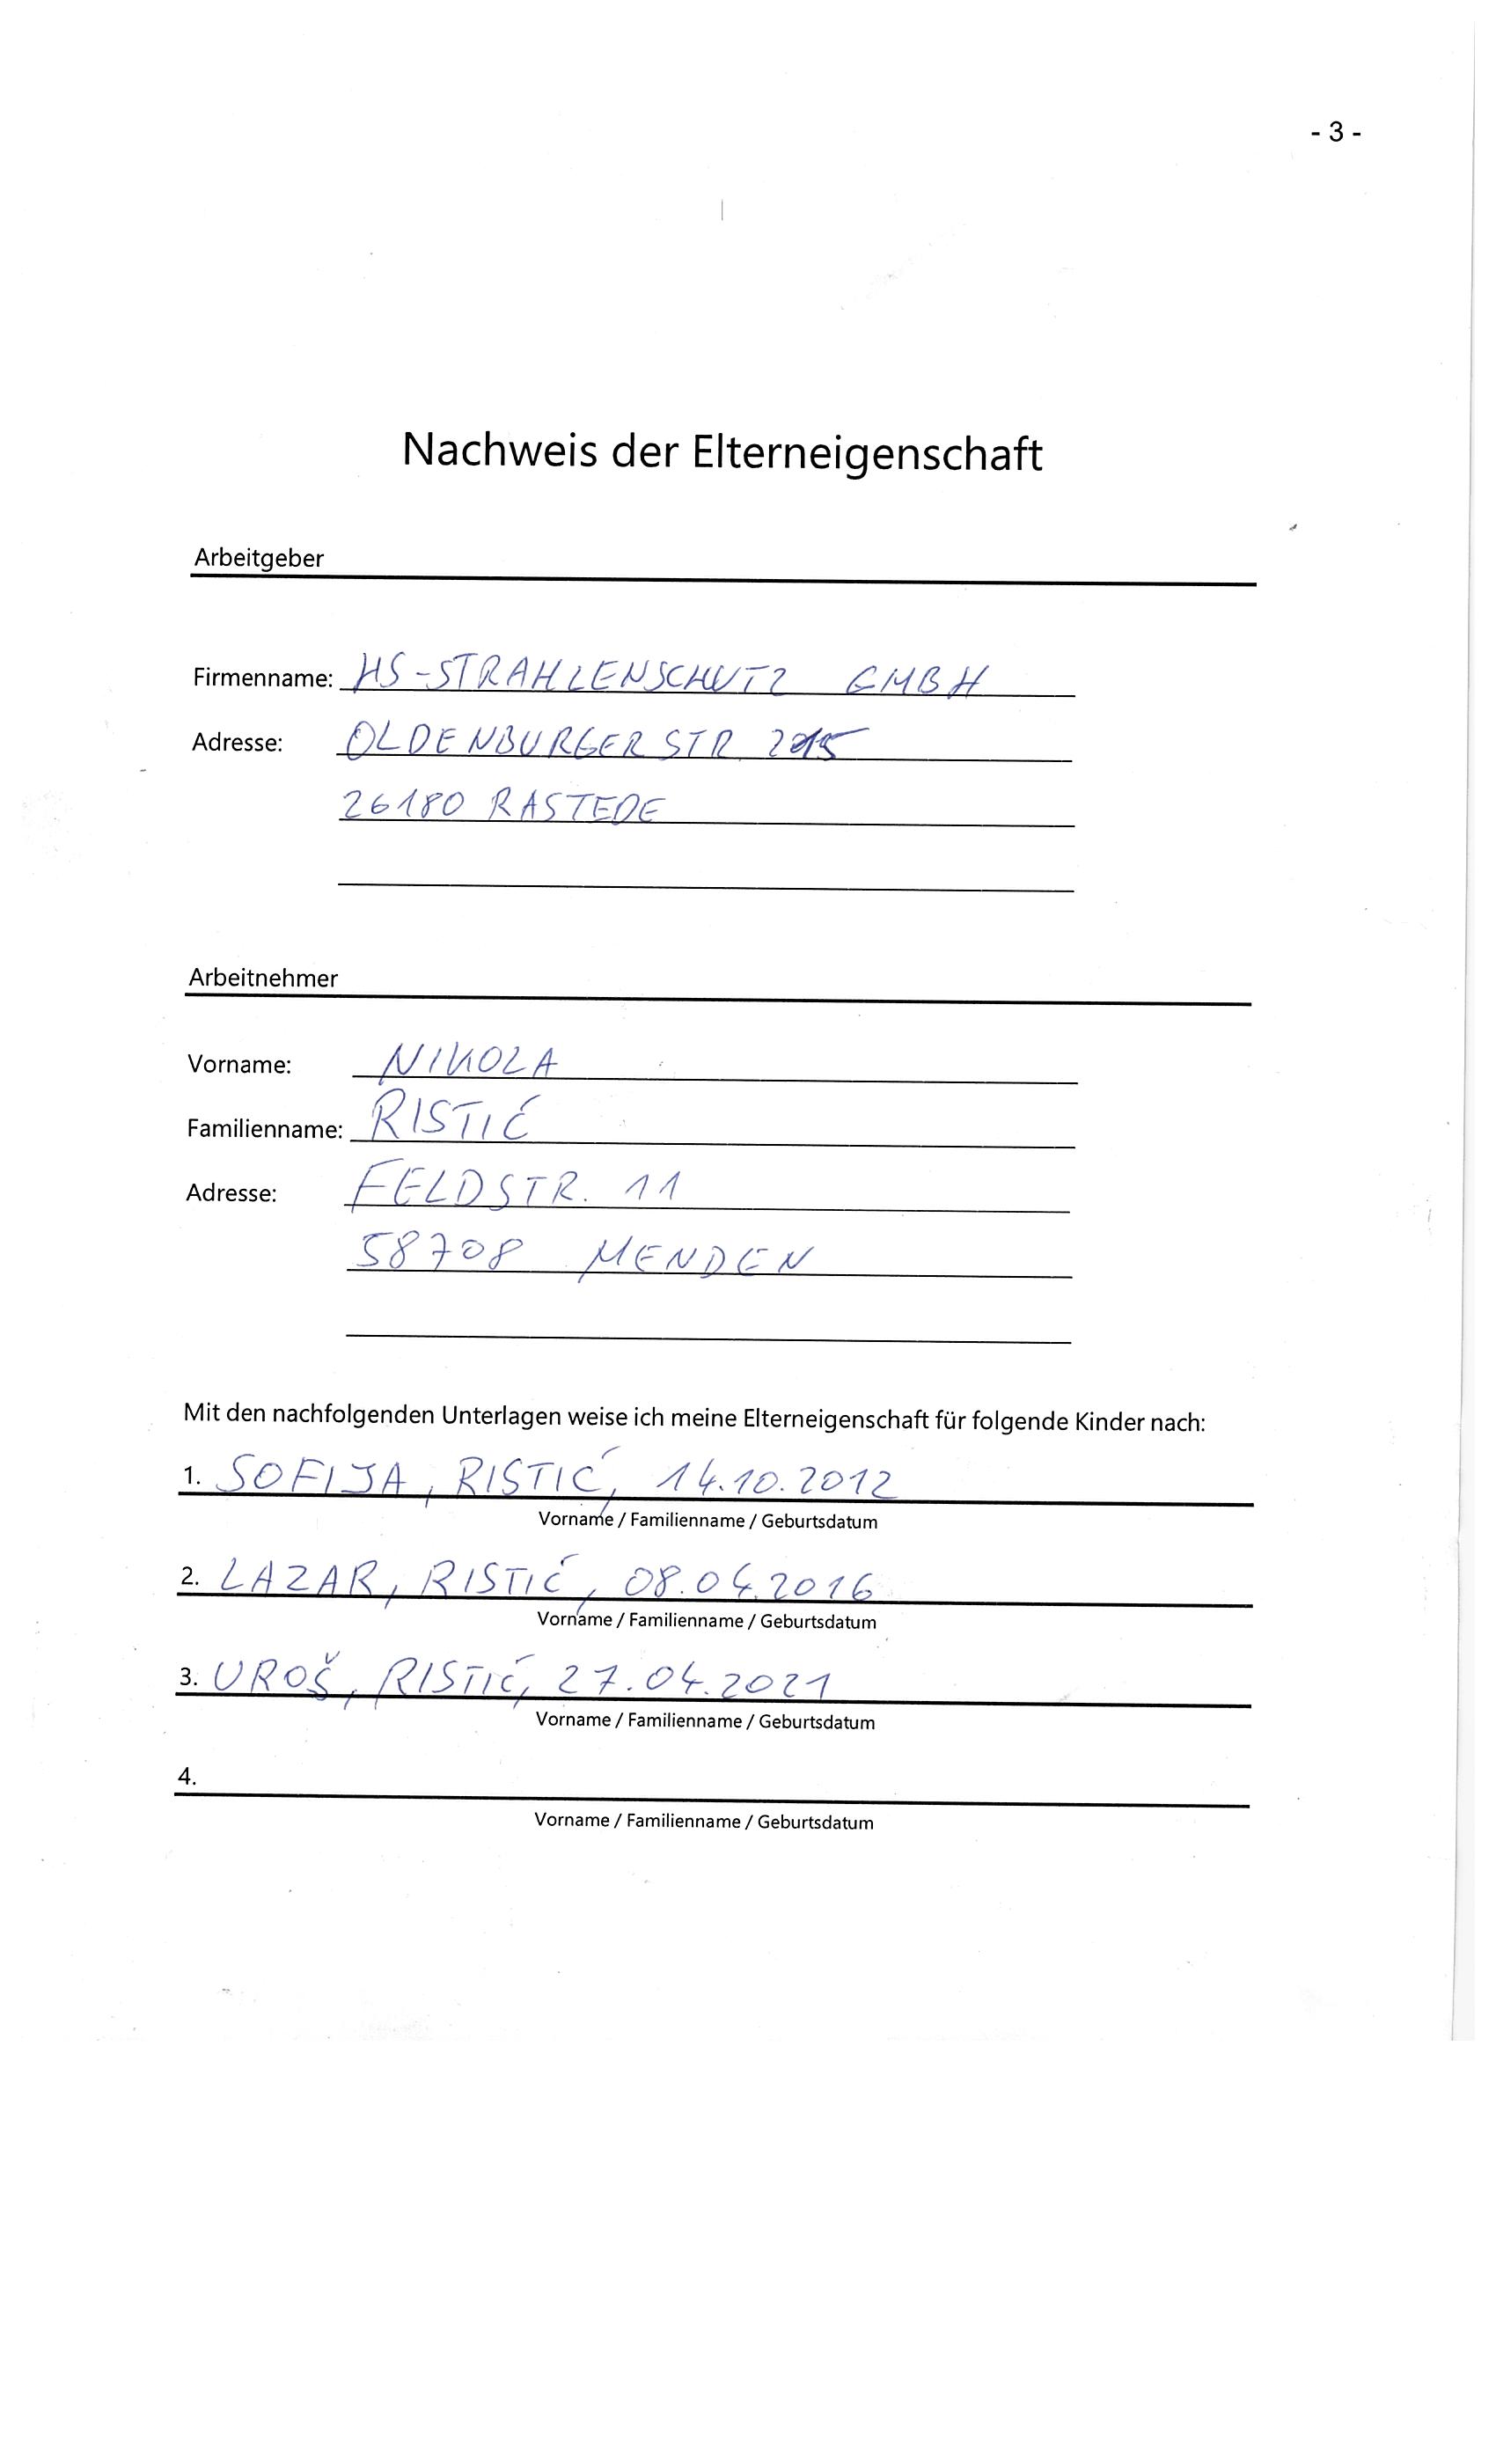 - 3 -
Nachweis der Elterneigenschaft
Arbeitgeber
Firmenname: HS-STRAHLENSCHUTZ GMBH
Adresse: OLDENBURGER STR
26180 RASTEDE
Arbeitnehmer
Vorname: NIKOLA
Familienname: RISTIĆ
Adresse: FELDSTR. 11
58708 MENDEN
Mit den nachfolgenden Unterlagen weise ich meine Elterneigenschaft für folgende Kinder nach:
1. SOFIJA, RISTIĆ, 14.10.2012
Vorname / Familienname / Geburtsdatum
2. LAZAR, RISTIĆ, 08.04.2016
Vorname / Familienname / Geburtsdatum
3. UROŠ, RISTIĆ, 27.04.2021
Vorname / Familienname / Geburtsdatum
4.
Vorname / Familienname / Geburtsdatum